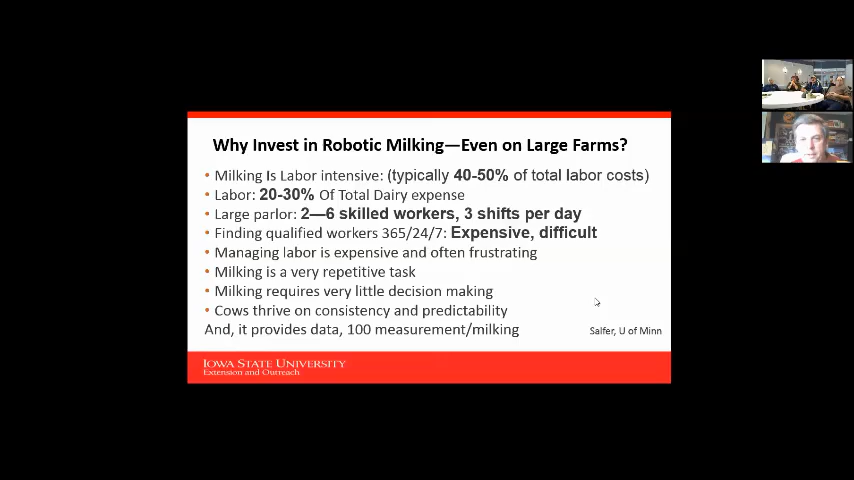 Why Invest in Robotic Milking—Even on Large Farms?
• Milking Is Labor intensive: (typically 40-50% of total labor costs)
• Labor: 20-30% Of Total Dairy expense
• Large parlor: 2—6 skilled workers, 3 shifts per day
• Finding qualified workers 365/24/7: Expensive, difficult
• Managing labor is expensive and often frustrating
• Milking is a very repetitive task
• Milking requires very little decision making
• Cows thrive on consistency and predictability
And, it provides data, 100 measurement/milking
Salfer, U of Minn
IOWA STATE UNIVERSITY
Extension and Outreach